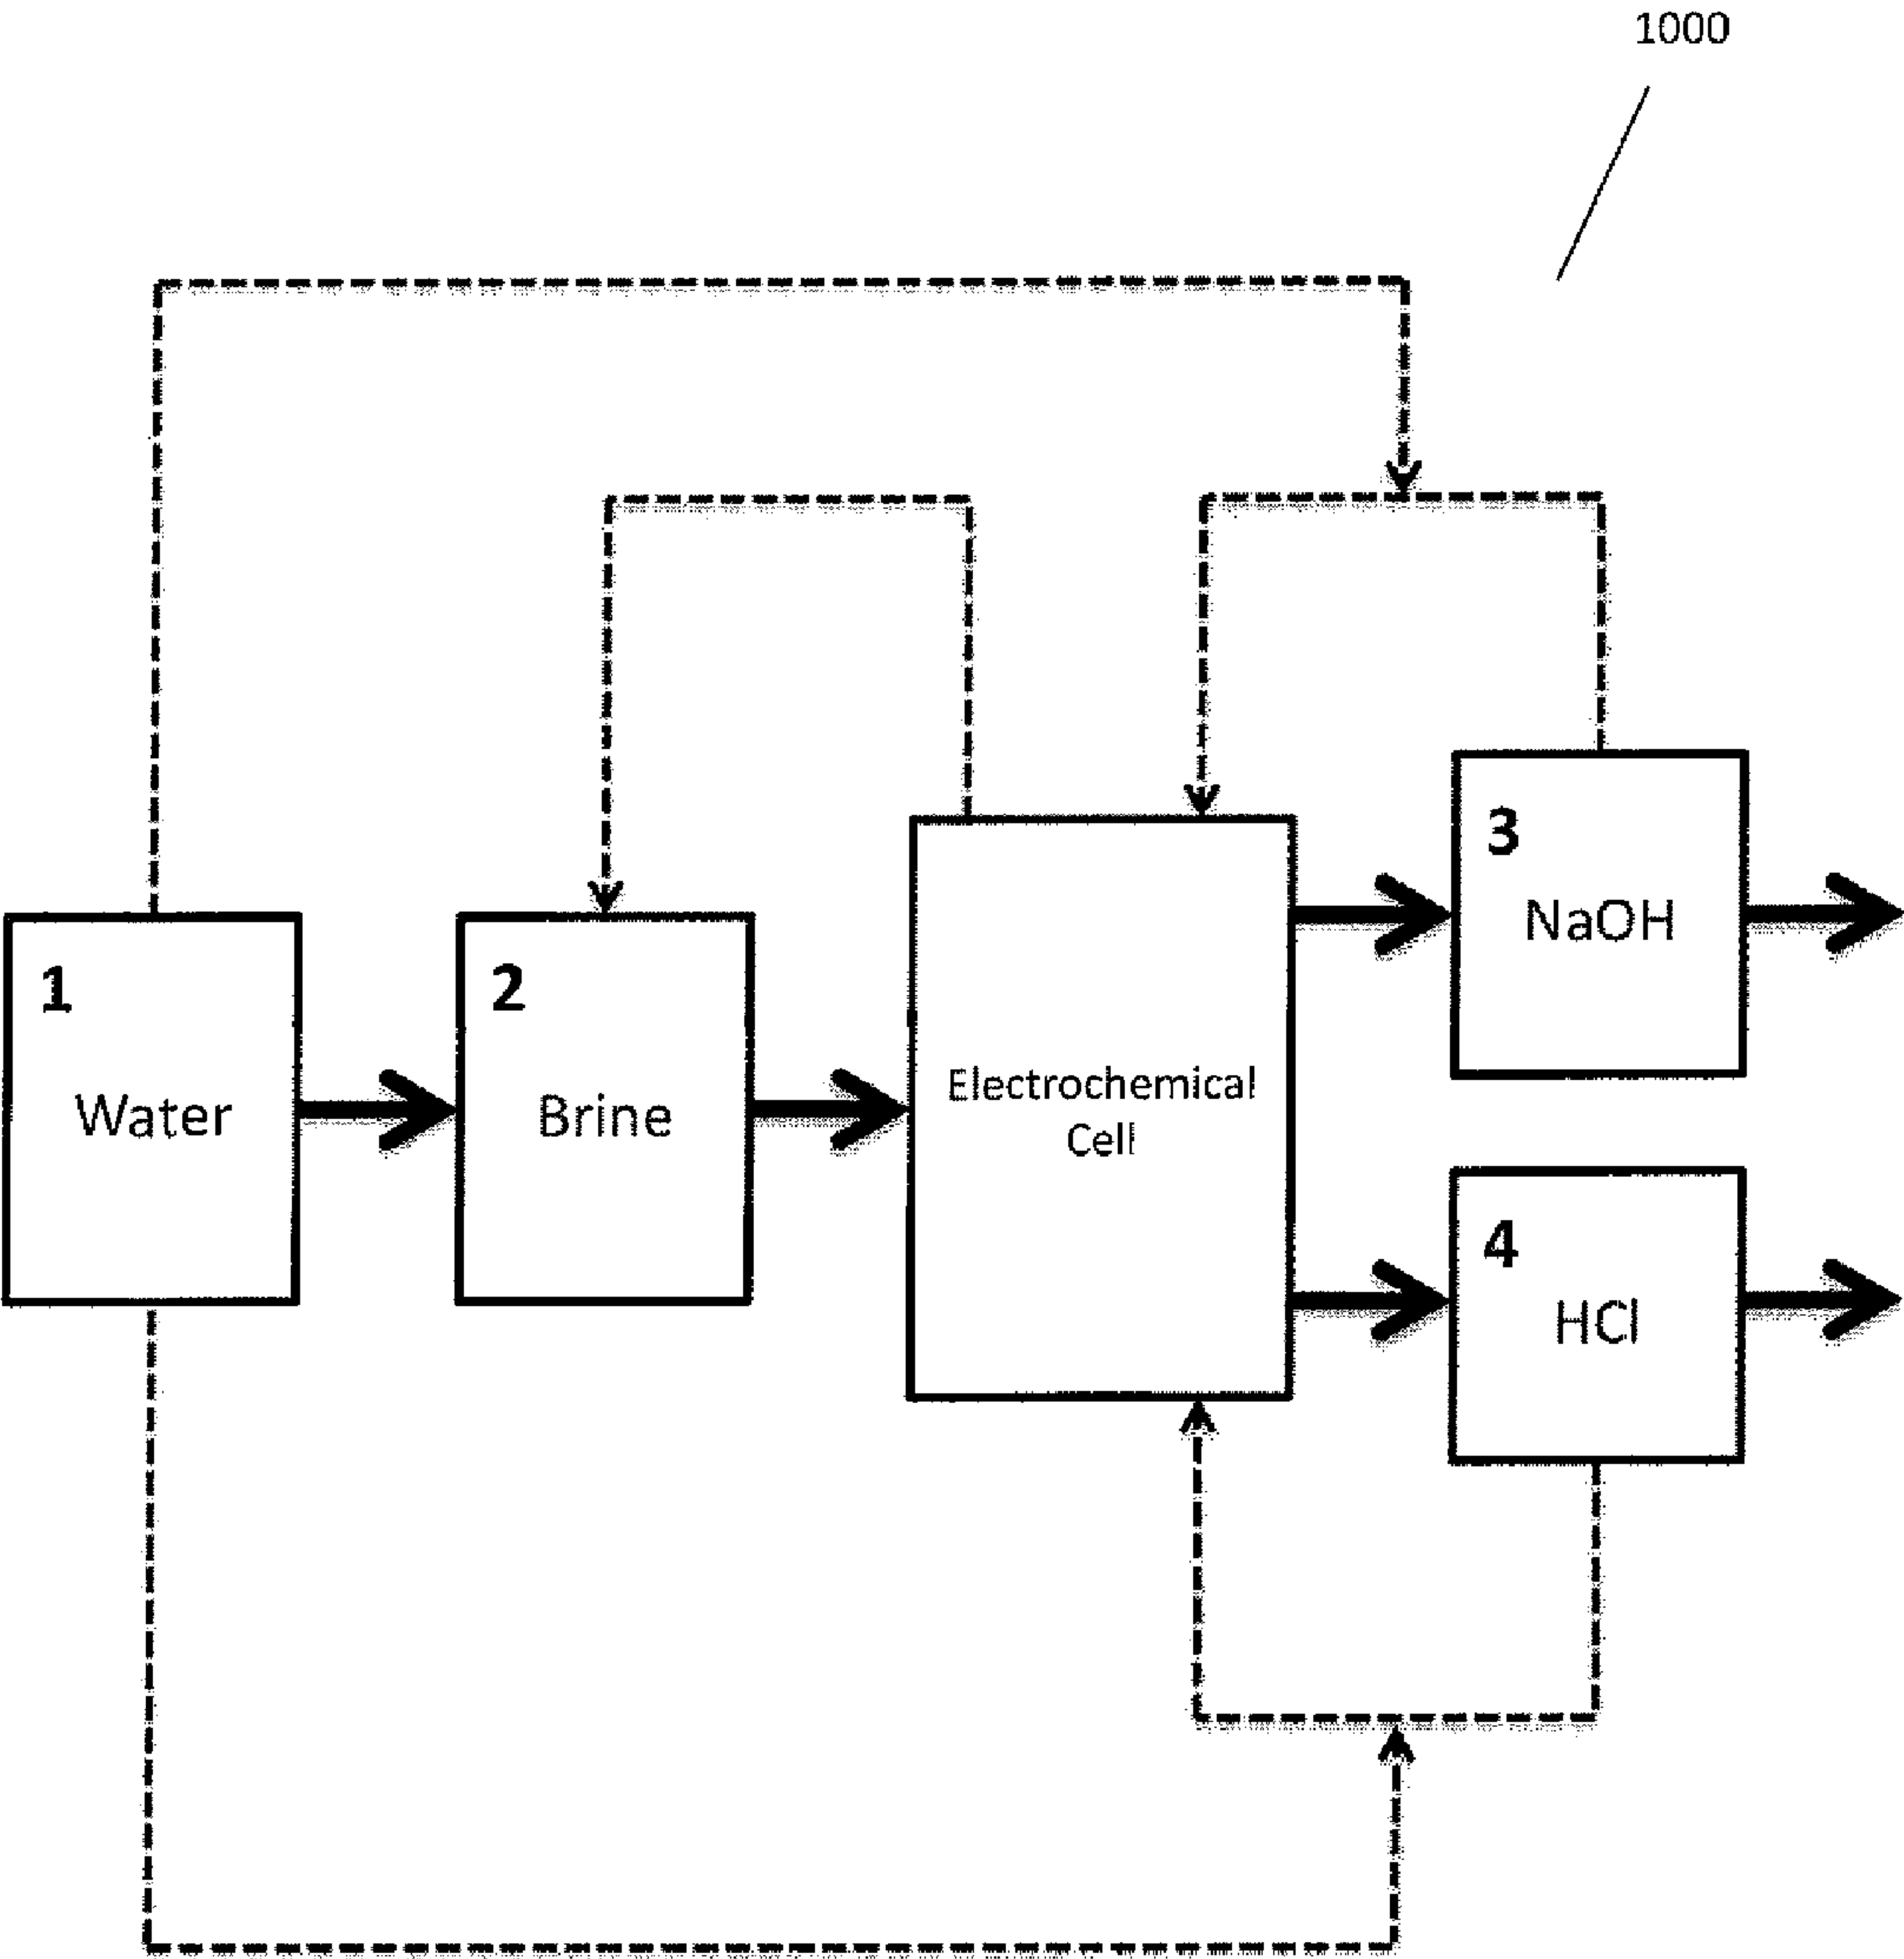 1000
1
Water
2
Brine
Electrochemical
Cell
3
NaOH
4
HCl